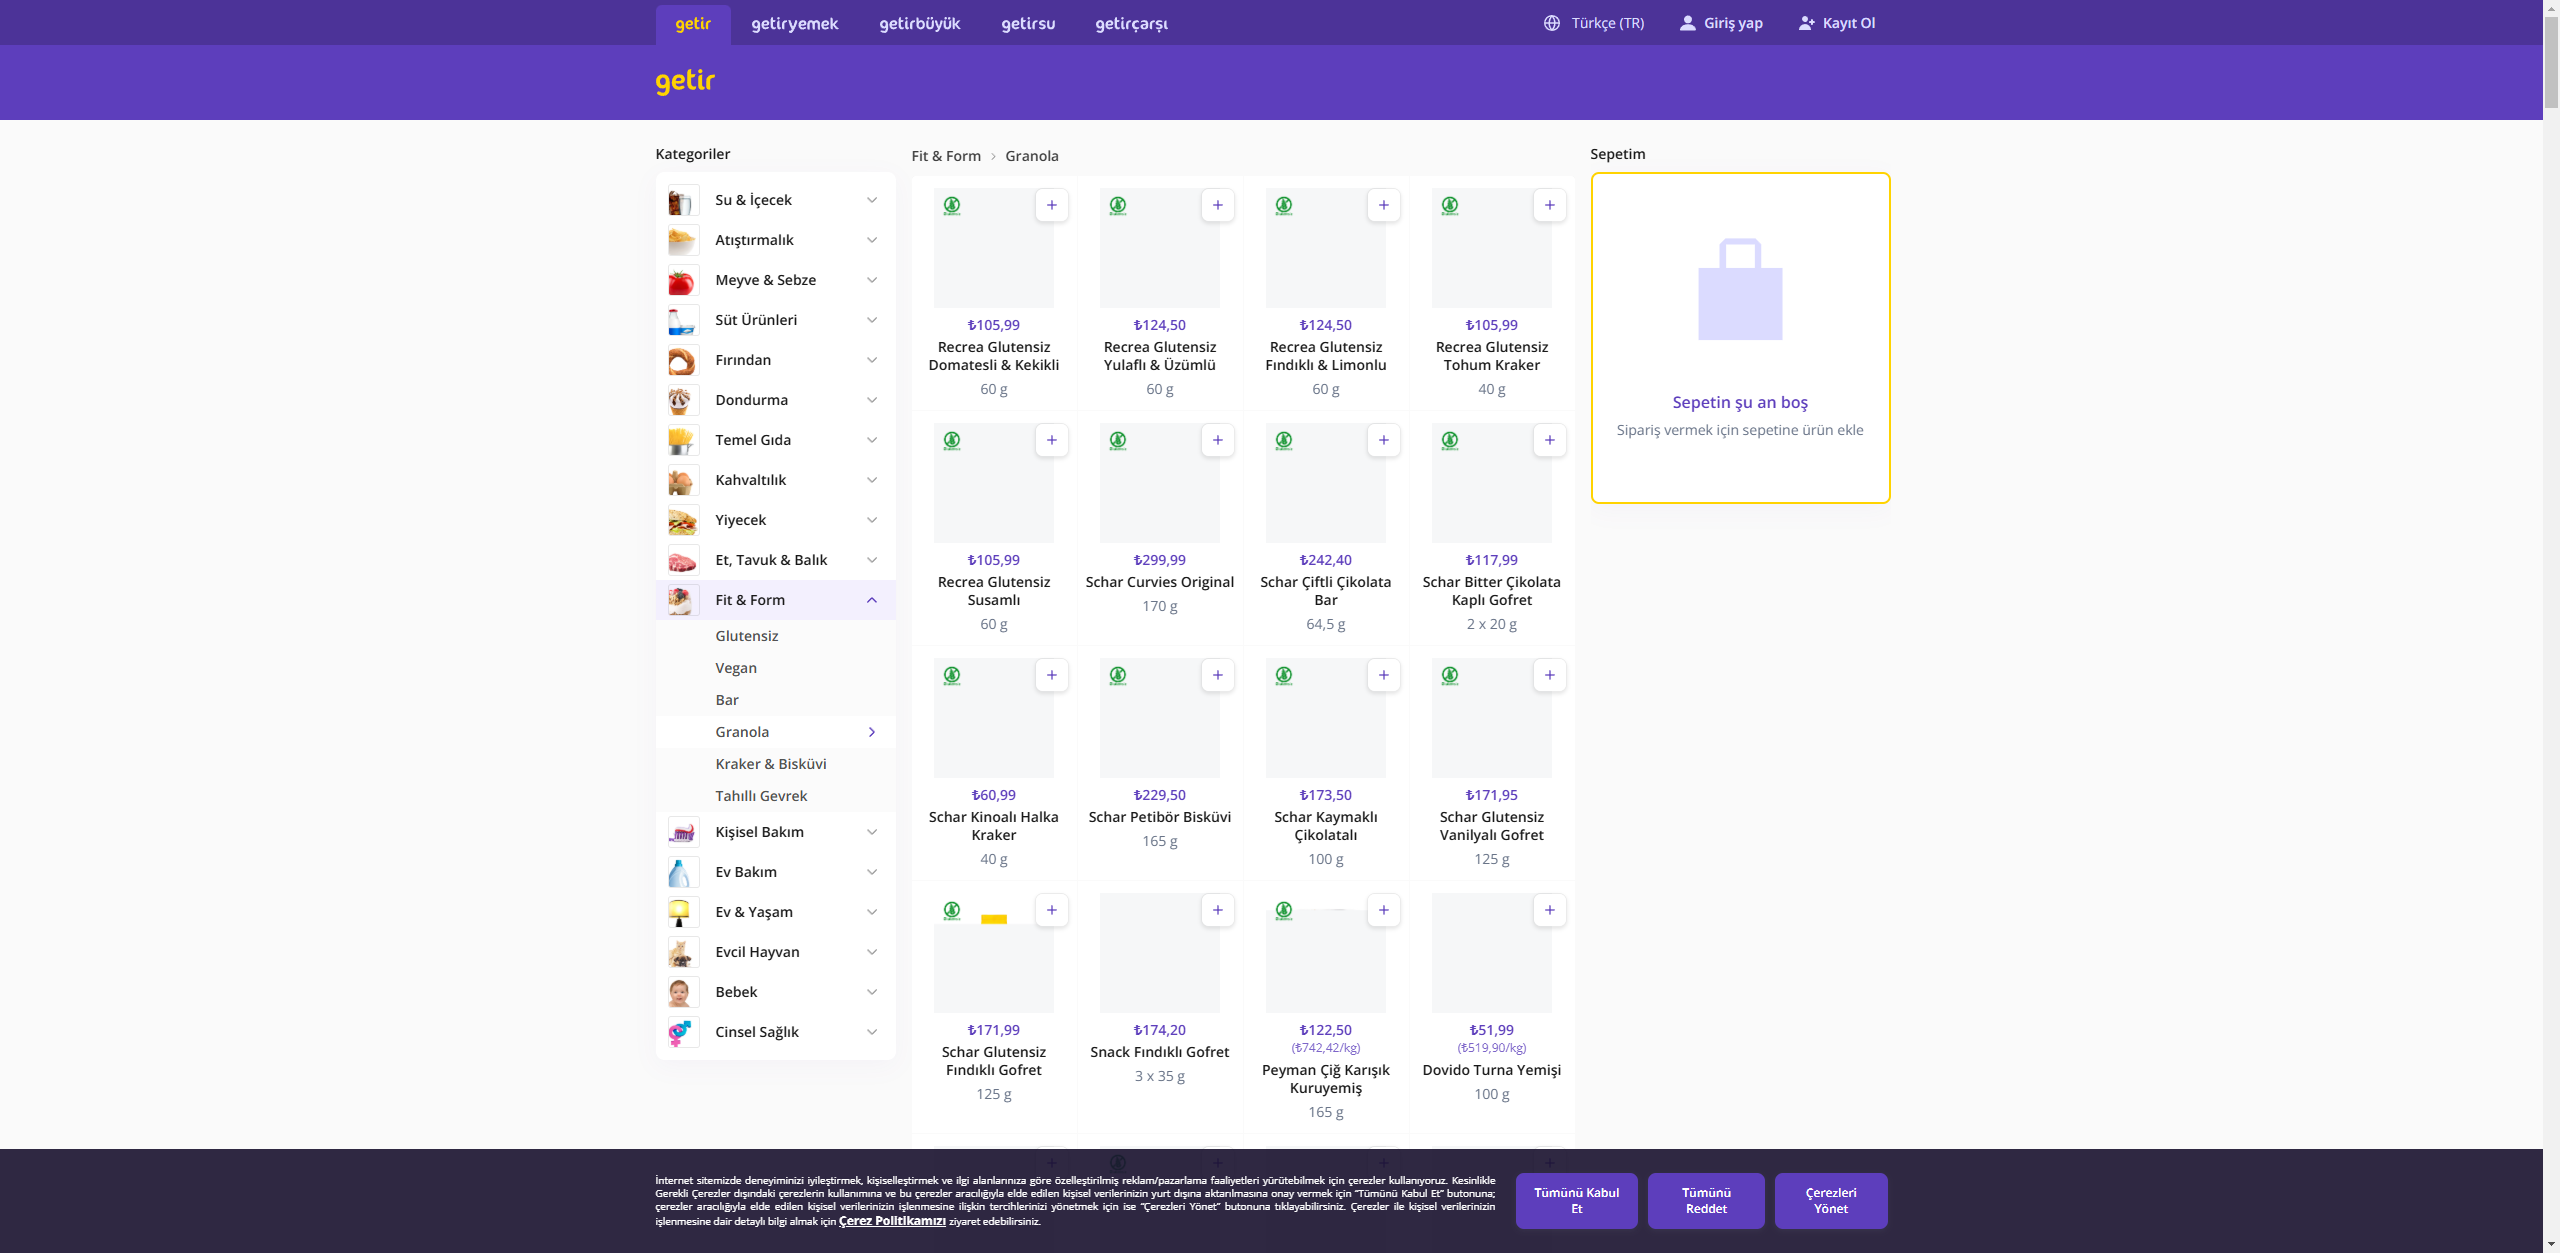 getir
getiryemek
getirbüyük
getirsu
getirçarşı
Türkçe (TR)
Giriş yap
Kayıt Ol
getir
Kategoriler
Su & İçecek
Atıştırmalık
Meyve & Sebze
Süt Ürünleri
Fırından
Dondurma
Temel Gıda
Kahvaltılık
Yiyecek
Et, Tavuk & Balık
Fit & Form
Glutensiz
Vegan
Bar
Granola
Kraker & Bisküvi
Tahıllı Gevrek
Kişisel Bakım
Ev Bakım
Ev & Yaşam
Evcil Hayvan
Bebek
Cinsel Sağlık
Fit & Form > Granola
₺105,99
Recrea Glutensiz
Domatesli & Kekikli
60 g
₺124,50
Recrea Glutensiz
Yulaflı & Üzümlü
60 g
₺124,50
Recrea Glutensiz
Fındıklı & Limonlu
60 g
₺105,99
Recrea Glutensiz
Tohum Kraker
40 g
₺105,99
Recrea Glutensiz
Susamlı
60 g
₺299,99
Schar Curvies Original
170 g
₺242,40
Schar Çiftli Çikolata
Bar
64,5 g
₺117,99
Schar Bitter Çikolata
Kaplı Gofret
2 x 20 g
₺60,99
Schar Kinoalı Halka
Kraker
40 g
₺229,50
Schar Petibör Bisküvi
165 g
₺173,50
Schar Kaymaklı
Çikolatalı
100 g
₺171,95
Schar Glutensiz
Vanilyalı Gofret
125 g
₺171,99
Schar Glutensiz
Fındıklı Gofret
125 g
₺174,20
Snack Fındıklı Gofret
3 x 35 g
₺122,50
(₺742,42/kg)
Peyman Çiğ Karışık
Kuruyemiş
165 g
₺51,99
(₺519,90/kg)
Dovido Turna Yemişi
100 g
Sepetim
Sepetin şu an boş
Sipariş vermek için sepetine ürün ekle
İnternet sitemizde deneyiminizi iyileştirmek, kişiselleştirmek ve ilgi alanlarınıza göre özelleştirilmiş reklam/pazarlama faaliyetleri yürütebilmek için çerezler kullanıyoruz. Kesinlikle
Gerekli Çerezler dışındaki çerezlerin kullanımına ve bu çerezler aracılığıyla elde edilen kişisel verilerinizin yurt dışına aktarılmasına onay vermek için "Tümünü Kabul Et" butonuna;
çerezler aracılığıyla elde edilen kişisel verilerinizin işlenmesine ilişkin tercihlerinizi yönetmek için ise "Çerezleri Yönet" butonuna tıklayabilirsiniz. Çerezler ile kişisel verilerinizin
işlenmesine dair detaylı bilgi almak için Çerez Politikamızı ziyaret edebilirsiniz.
Tümünü Kabul
Et
Tümünü
Reddet
Çerezleri
Yönet